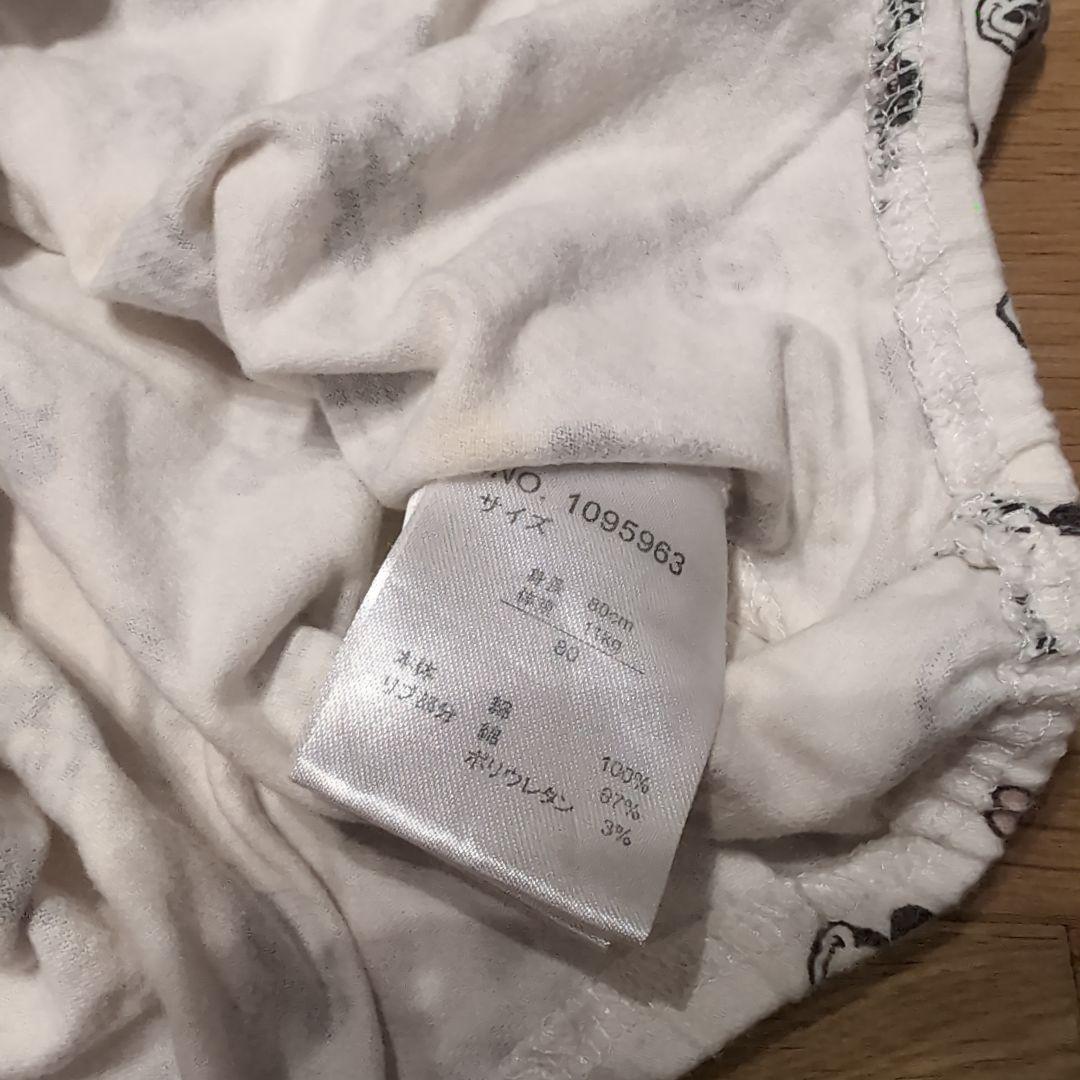 NO. 1095963
サイズ
身長 80cm
体重 11kg
80
本体 綿 100%
リブ部分 綿 97%
ポリウレタン 3%